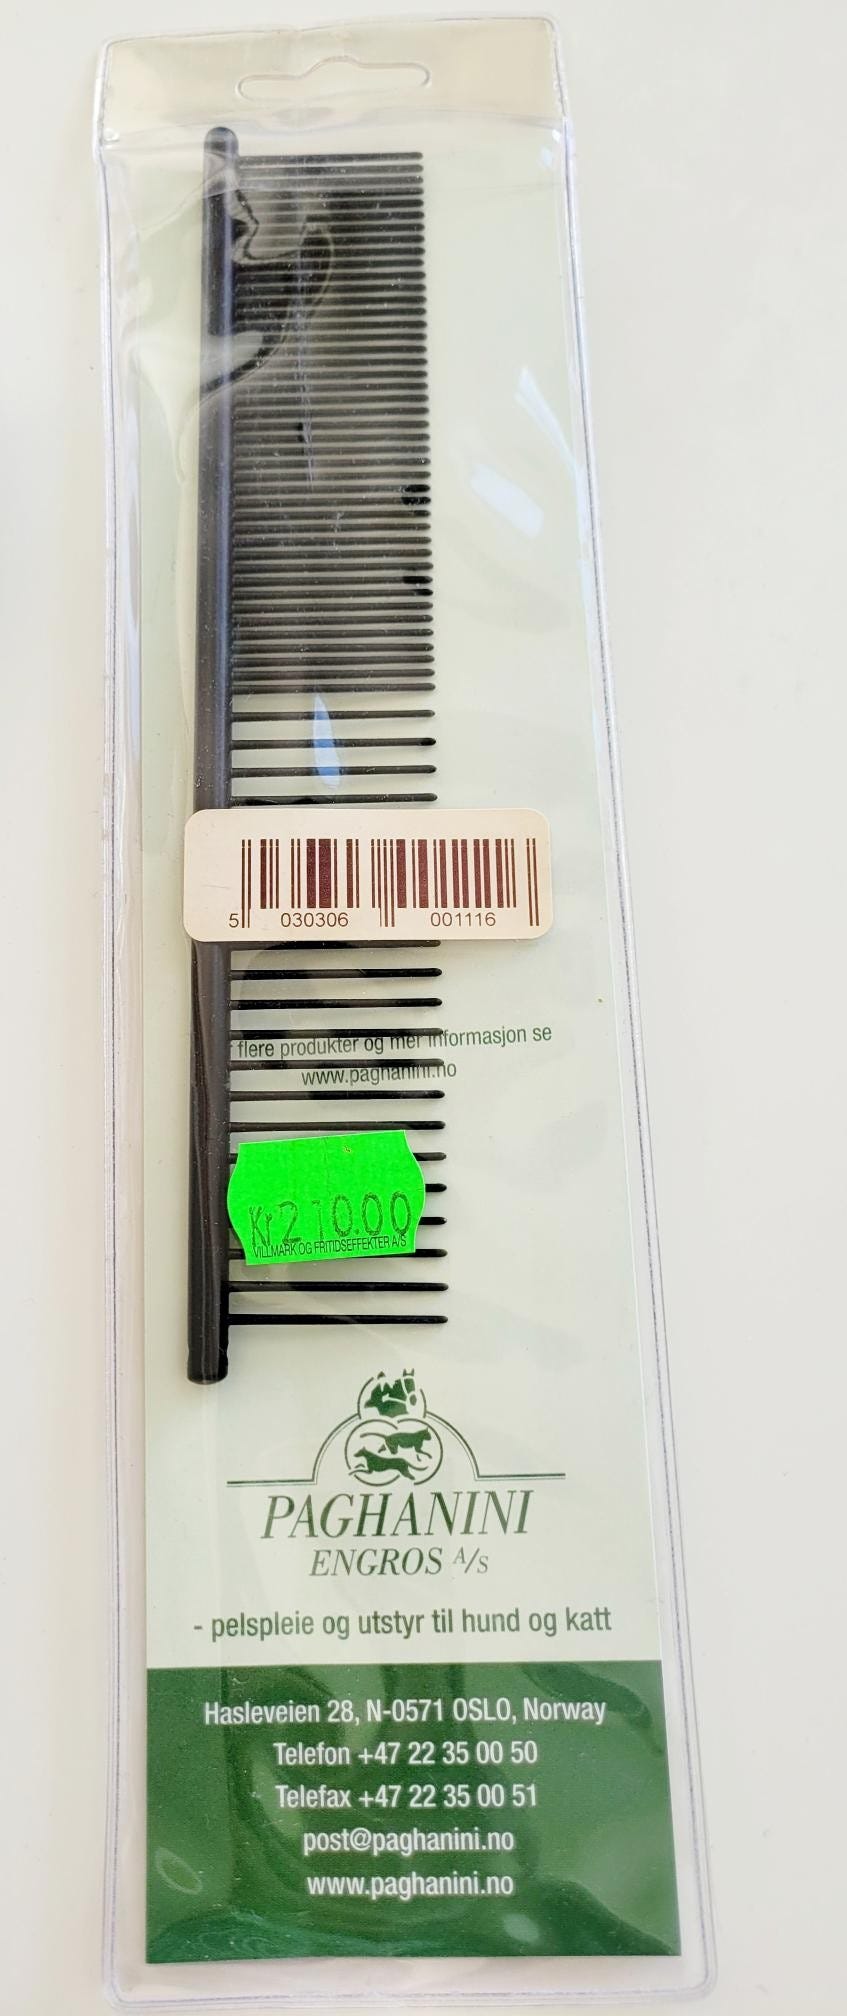 5 030306 001116
flere produkter og mer informasjon se
www.paghanini.no
Kr210.00
VILLMARK OG FRITIDSEFFEKTER A/S
PAGHANINI
ENGROS A/S
- pelspleie og utstyr til hund og katt
Hasleveien 28, N-0571 OSLO, Norway
Telefon +47 22 35 00 50
Telefax +47 22 35 00 51
post@paghanini.no
www.paghanini.no